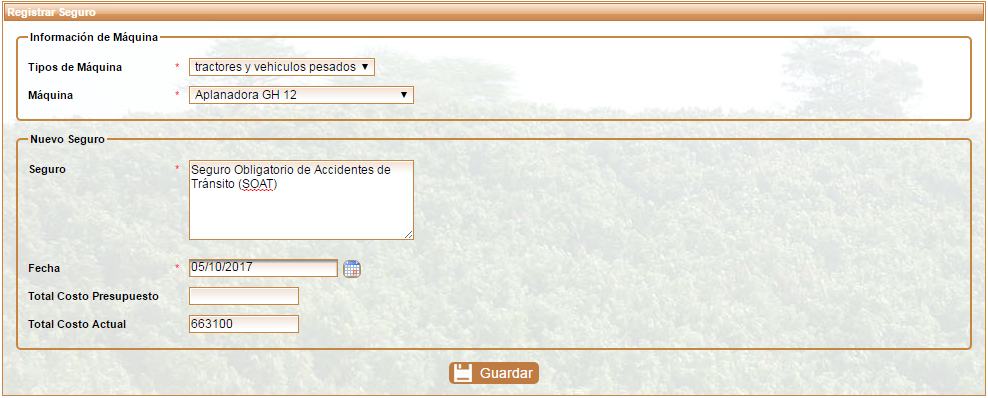 Registrar Seguro
Información de Máquina
Tipos de Máquina * tractores y vehiculos pesados
Máquina * Aplanadora GH 12
Nuevo Seguro
Seguro * Seguro Obligatorio de Accidentes de
Tránsito (SOAT)
Fecha * 05/10/2017
Total Costo Presupuesto
Total Costo Actual 663100
Guardar